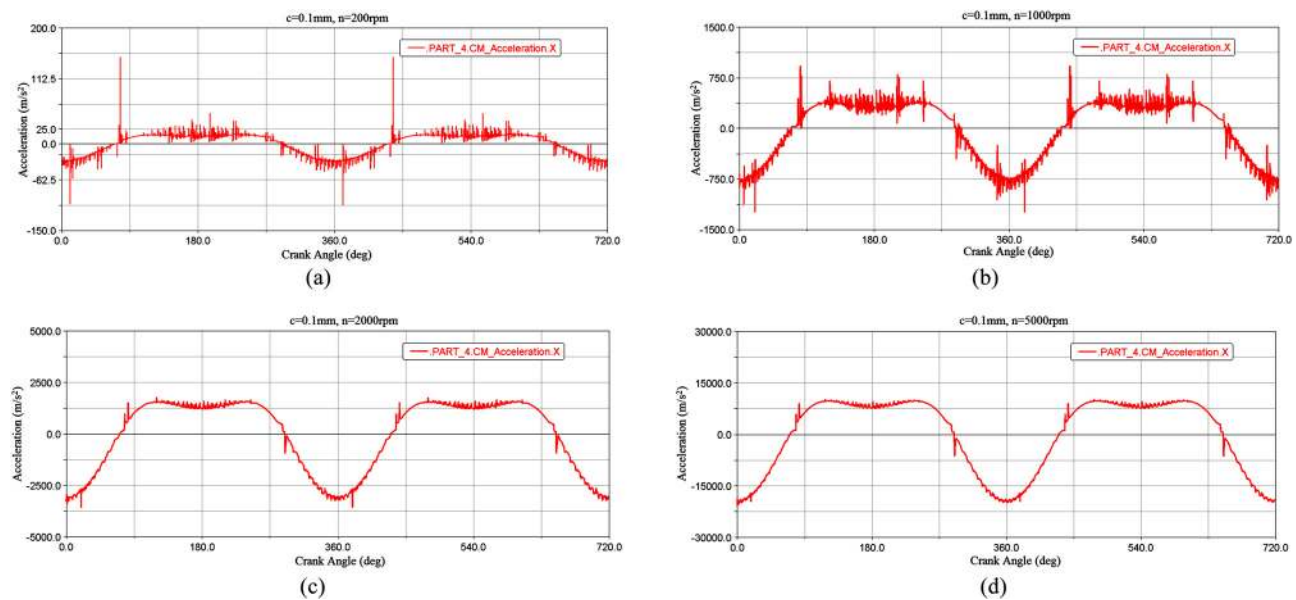 c=0.1mm, n=200rpm
200.0
.PART_4.CM_Acceleration.X
112.5
25.0
0.0
-62.5
-150.0
Acceleration (m/s²)
0.0 180.0 360.0 540.0 720.0
Crank Angle (deg)
(a)
c=0.1mm, n=1000rpm
1500.0
.PART_4.CM_Acceleration.X
750.0
0.0
-750.0
-1500.0
Acceleration (m/s²)
0.0 180.0 360.0 540.0 720.0
Crank Angle (deg)
(b)
c=0.1mm, n=2000rpm
5000.0
.PART_4.CM_Acceleration.X
2500.0
0.0
-2500.0
-5000.0
Acceleration (m/s²)
0.0 180.0 360.0 540.0 720.0
Crank Angle (deg)
(c)
c=0.1mm, n=5000rpm
30000.0
.PART_4.CM_Acceleration.X
15000.0
0.0
-15000.0
-30000.0
Acceleration (m/s²)
0.0 180.0 360.0 540.0 720.0
Crank Angle (deg)
(d)